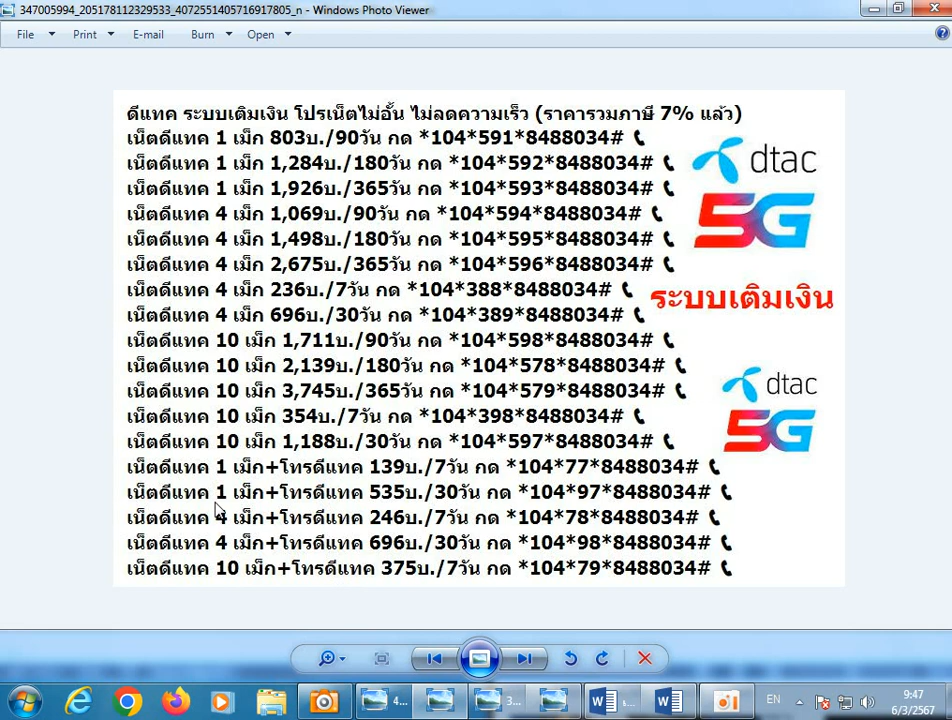 347005994_205178112329533_4072551405716917805_n - Windows Photo Viewer
File Print E-mail Burn Open
ดีแทค ระบบเติมเงิน โปรเน็ตไม่อั้น ไม่ลดความเร็ว (ราคารวมภาษี 7% แล้ว)
เน็ตดีแทค 1 เม็ก 803บ./90วัน กด *104*591*8488034#
เน็ตดีแทค 1 เม็ก 1,284บ./180วัน กด *104*592*8488034#
เน็ตดีแทค 1 เม็ก 1,926บ./365วัน กด *104*593*8488034#
เน็ตดีแทค 4 เม็ก 1,069บ./90วัน กด *104*594*8488034#
เน็ตดีแทค 4 เม็ก 1,498บ./180วัน กด *104*595*8488034#
เน็ตดีแทค 4 เม็ก 2,675บ./365วัน กด *104*596*8488034#
เน็ตดีแทค 4 เม็ก 236บ./7วัน กด *104*388*8488034#
เน็ตดีแทค 4 เม็ก 696บ./30วัน กด *104*389*8488034#
เน็ตดีแทค 10 เม็ก 1,711บ./90วัน กด *104*598*8488034#
เน็ตดีแทค 10 เม็ก 2,139บ./180วัน กด *104*578*8488034#
เน็ตดีแทค 10 เม็ก 3,745บ./365วัน กด *104*579*8488034#
เน็ตดีแทค 10 เม็ก 354บ./7วัน กด *104*398*8488034#
เน็ตดีแทค 10 เม็ก 1,188บ./30วัน กด *104*597*8488034#
เน็ตดีแทค 1 เม็ก+โทรดีแทค 139บ./7วัน กด *104*77*8488034#
เน็ตดีแทค 1 เม็ก+โทรดีแทค 535บ./30วัน กด *104*97*8488034#
เน็ตดีแทค 4 เม็ก+โทรดีแทค 246บ./7วัน กด *104*78*8488034#
เน็ตดีแทค 4 เม็ก+โทรดีแทค 696บ./30วัน กด *104*98*8488034#
เน็ตดีแทค 10 เม็ก+โทรดีแทค 375บ./7วัน กด *104*79*8488034#
dtac
5G
ระบบเติมเงิน
dtac
5G
4... 3... EN 9:47
6/3/2567